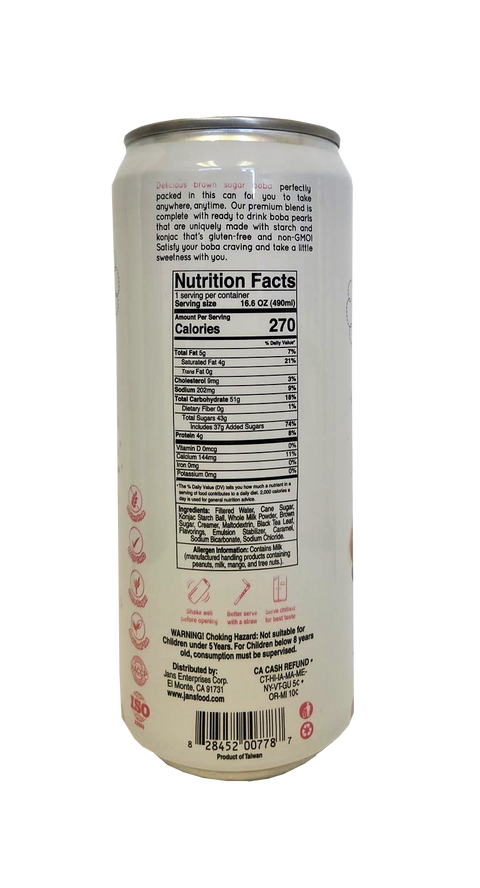 Delicious brown sugar boba perfectly
packed in this can for you to take
anywhere, anytime. Our premium blend is
complete with ready to drink boba pearls
that are uniquely made with starch and
konjac that's gluten-free and non-GMO!
Satisfy your boba craving and take a little
sweetness with you.
Nutrition Facts
1 serving per container
Serving size 16.6 OZ (490ml)
Amount Per Serving
Calories 270
% Daily Value*
Total Fat 5g 7%
Saturated Fat 4g 21%
Trans Fat 0g
Cholesterol 9mg 3%
Sodium 202mg 9%
Total Carbohydrate 51g 18%
Dietary Fiber 0g 1%
Total Sugars 43g
Includes 37g Added Sugars 74%
Protein 4g 8%
Vitamin D 0mcg 0%
Calcium 144mg 11%
Iron 0mg 0%
Potassium 0mg 0%
*The % Daily Value (DV) tells you how much a nutrient in a
serving of food contributes to a daily diet. 2,000 calories a
day is used for general nutrition advice.
Ingredients: Filtered Water, Cane Sugar,
Konjac Starch Ball, Whole Milk Powder, Brown
Sugar, Creamer, Maltodextrin, Black Tea Leaf,
Flavorings, Emulsion Stabilizer, Caramel,
Sodium Bicarbonate, Sodium Chloride.
Allergen Information: Contains Milk
(manufactured handling products containing
peanuts, milk, mango, and tree nuts.).
Shake well
before opening
Better serve
with a straw
Serve chilled
for best taste
WARNING! Choking Hazard: Not suitable for
Children under 5 Years. For Children below 8 years
old, consumption must be supervised.
Distributed by:
Jans Enterprises Corp.
El Monte, CA 91731
www.jansfood.com
CA CASH REFUND*
CT-HI-IA-MA-ME-
NY-VT-GU 5¢*
OR-MI 10¢
HACCP
ISO
8 28452 00778 7
Product of Taiwan